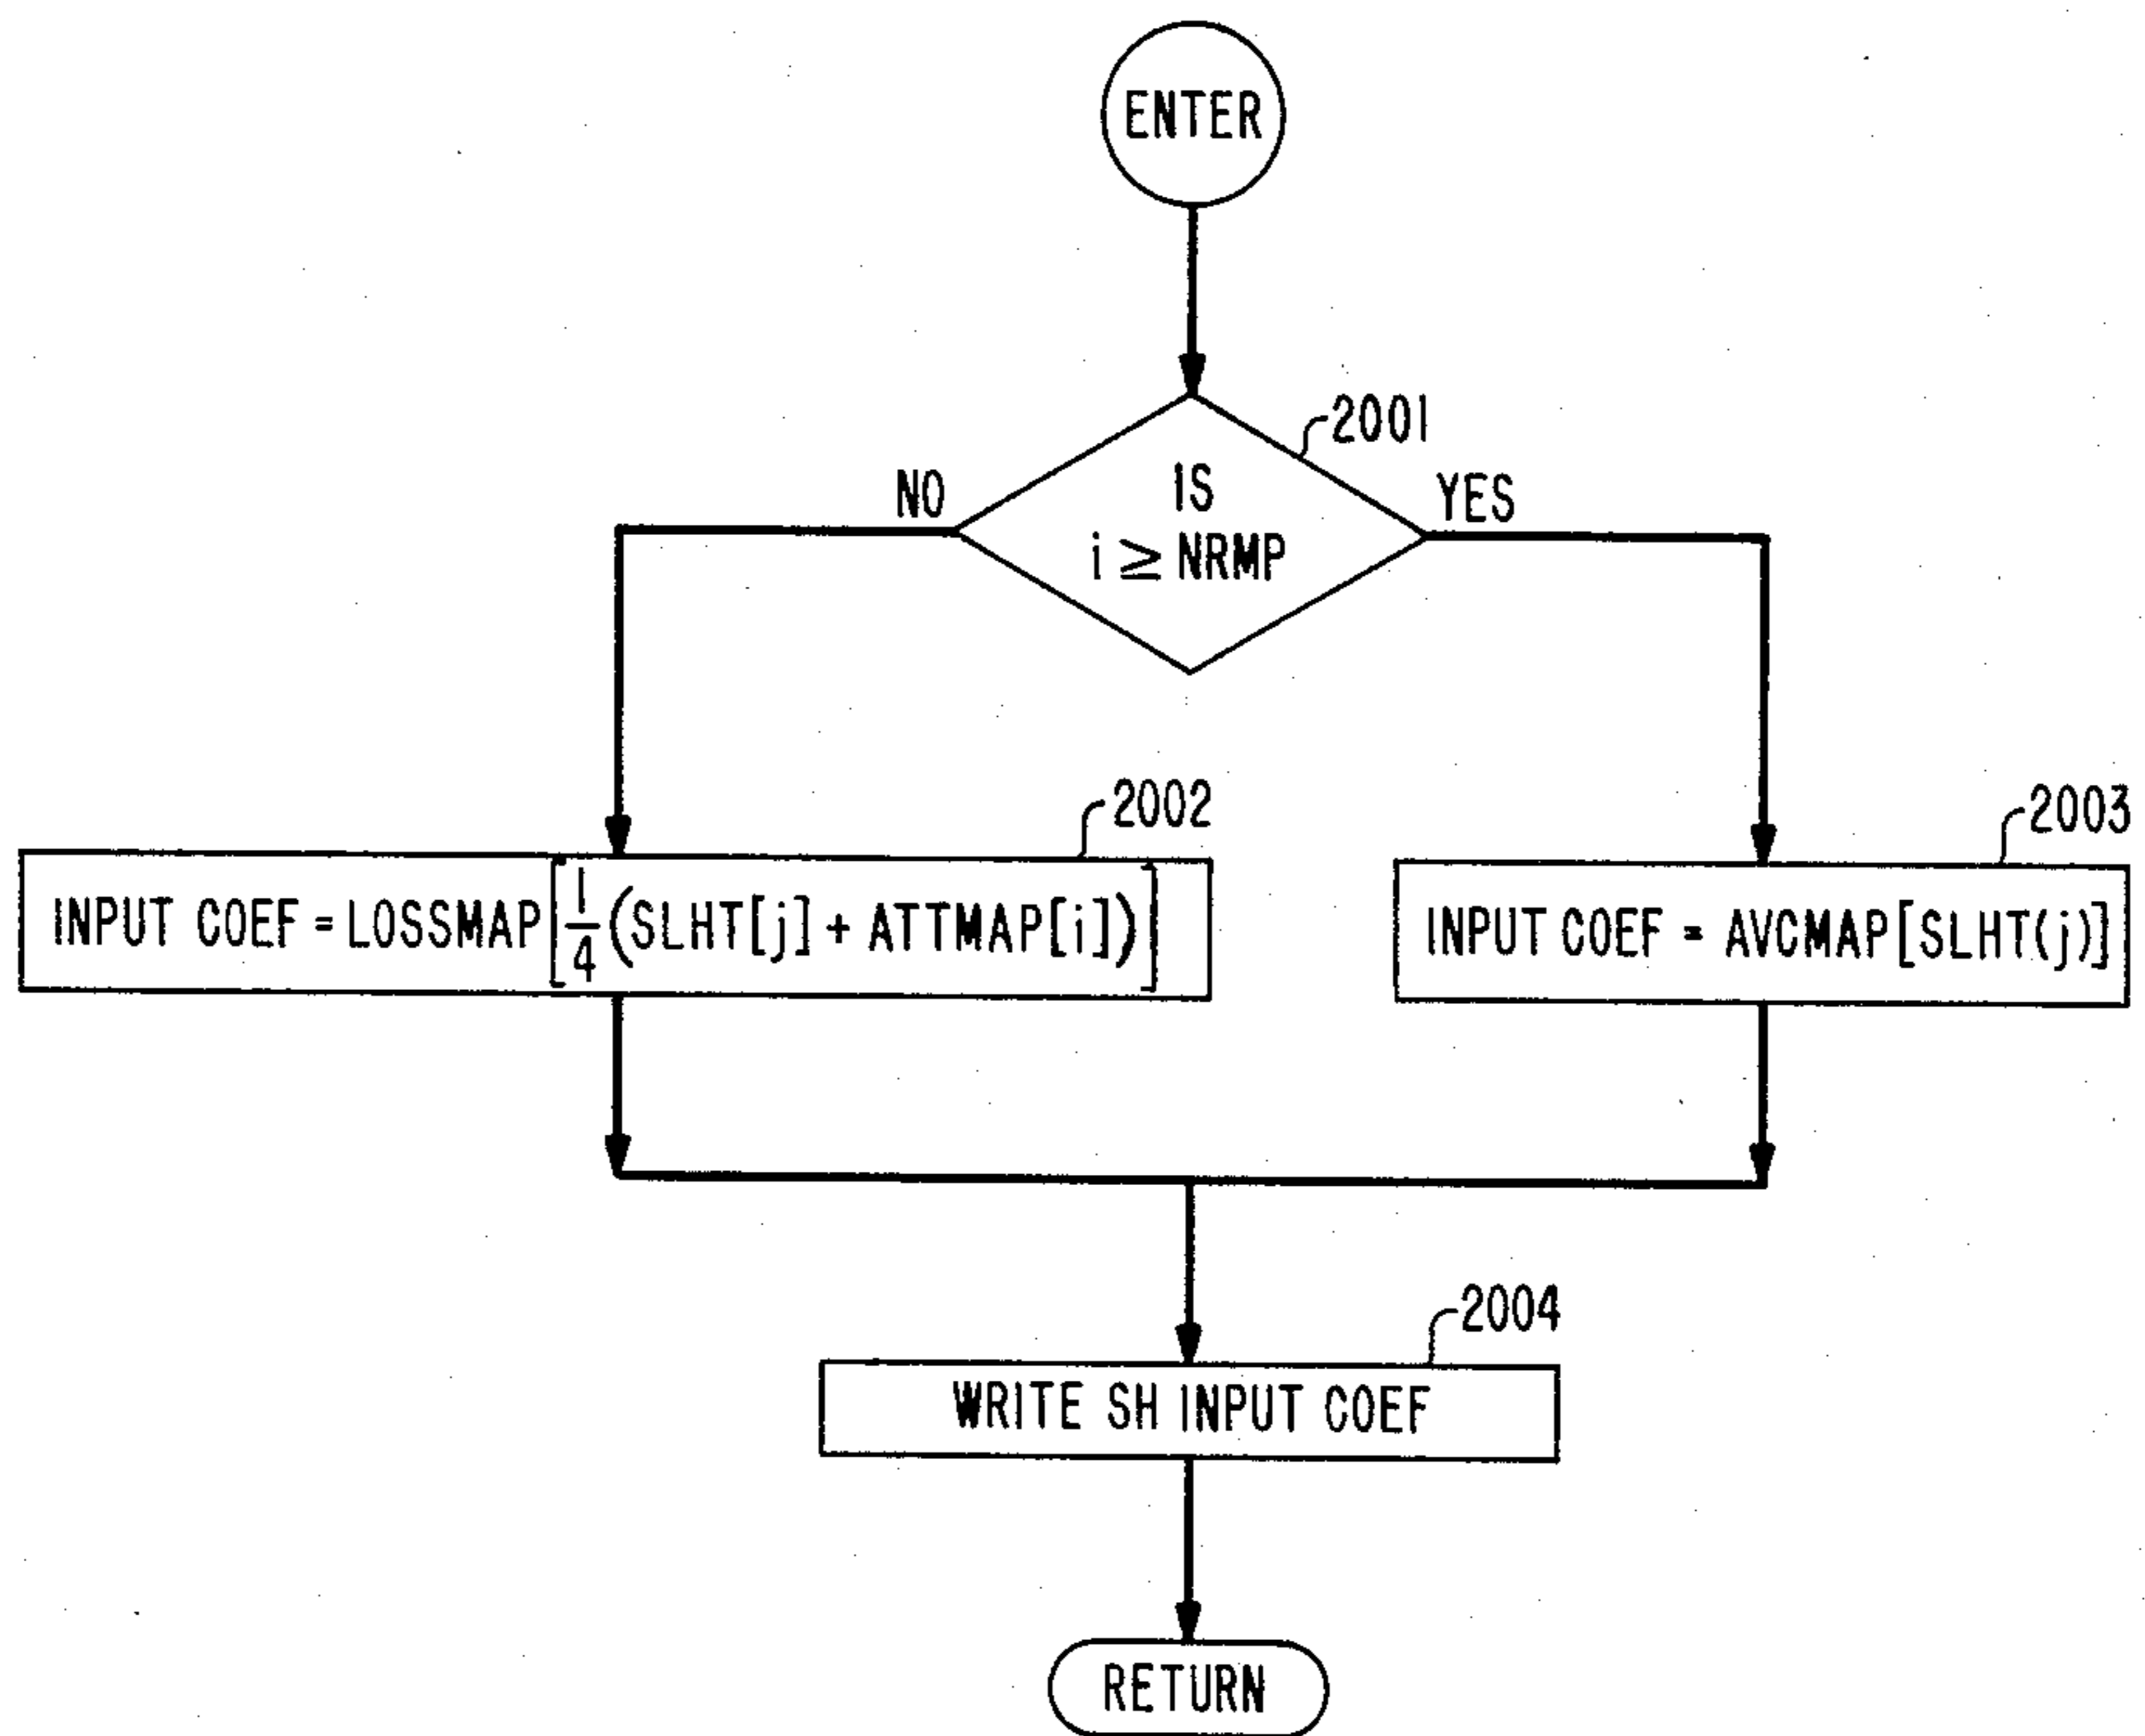 ENTER
2001
IS
i ≥ NRMP
NO
YES
2002
INPUT COEF = LOSSMAP[1/4(SLHT[j] + ATTMAP[i])]
2003
INPUT COEF = AVCMAP[SLHT(j)]
2004
WRITE SH INPUT COEF
RETURN